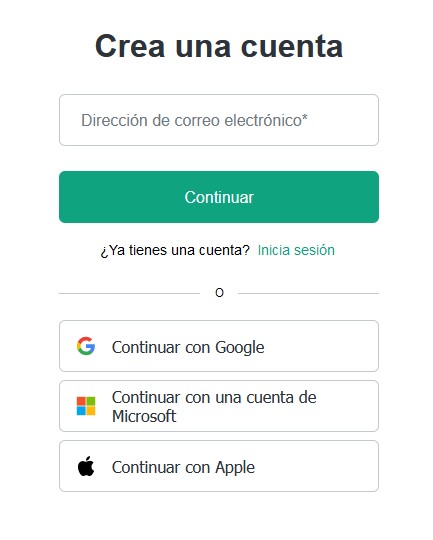 Crea una cuenta
Dirección de correo electrónico*
Continuar
¿Ya tienes una cuenta? Inicia sesión
O
Continuar con Google
Continuar con una cuenta de
Microsoft
Continuar con Apple